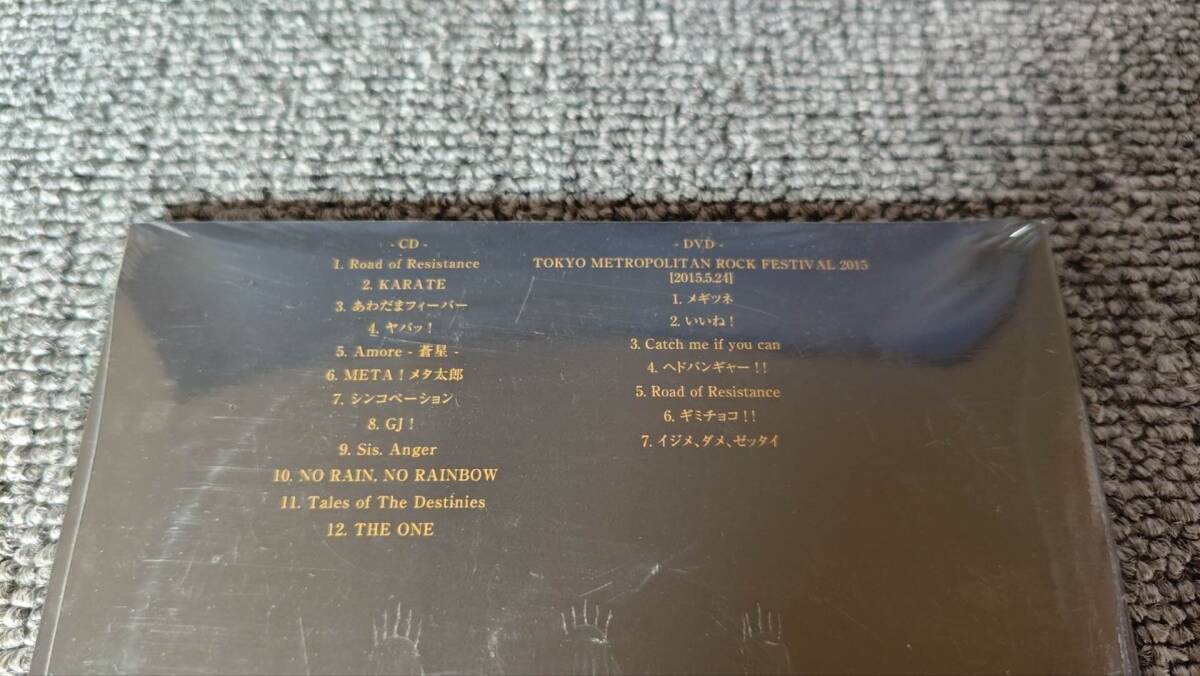 - CD -
1. Road of Resistance
2. KARATE
3. あわだまフィーバー
4. ヤバッ!
5. Amore - 蒼星 -
6. META!メタ太郎
7. シンコペーション
8. GJ!
9. Sis. Anger
10. NO RAIN, NO RAINBOW
11. Tales of The Destinies
12. THE ONE
- DVD -
TOKYO METROPOLITAN ROCK FESTIVAL 2015
[2015.5.24]
1. メギツネ
2. いいね!
3. Catch me if you can
4. ヘドバンギャー!!
5. Road of Resistance
6. ギミチョコ!!
7. イジメ、ダメ、ゼッタイ